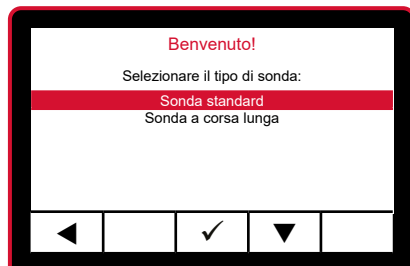 Benvenuto!
Selezionare il tipo di sonda:
Sonda standard
Sonda a corsa lunga